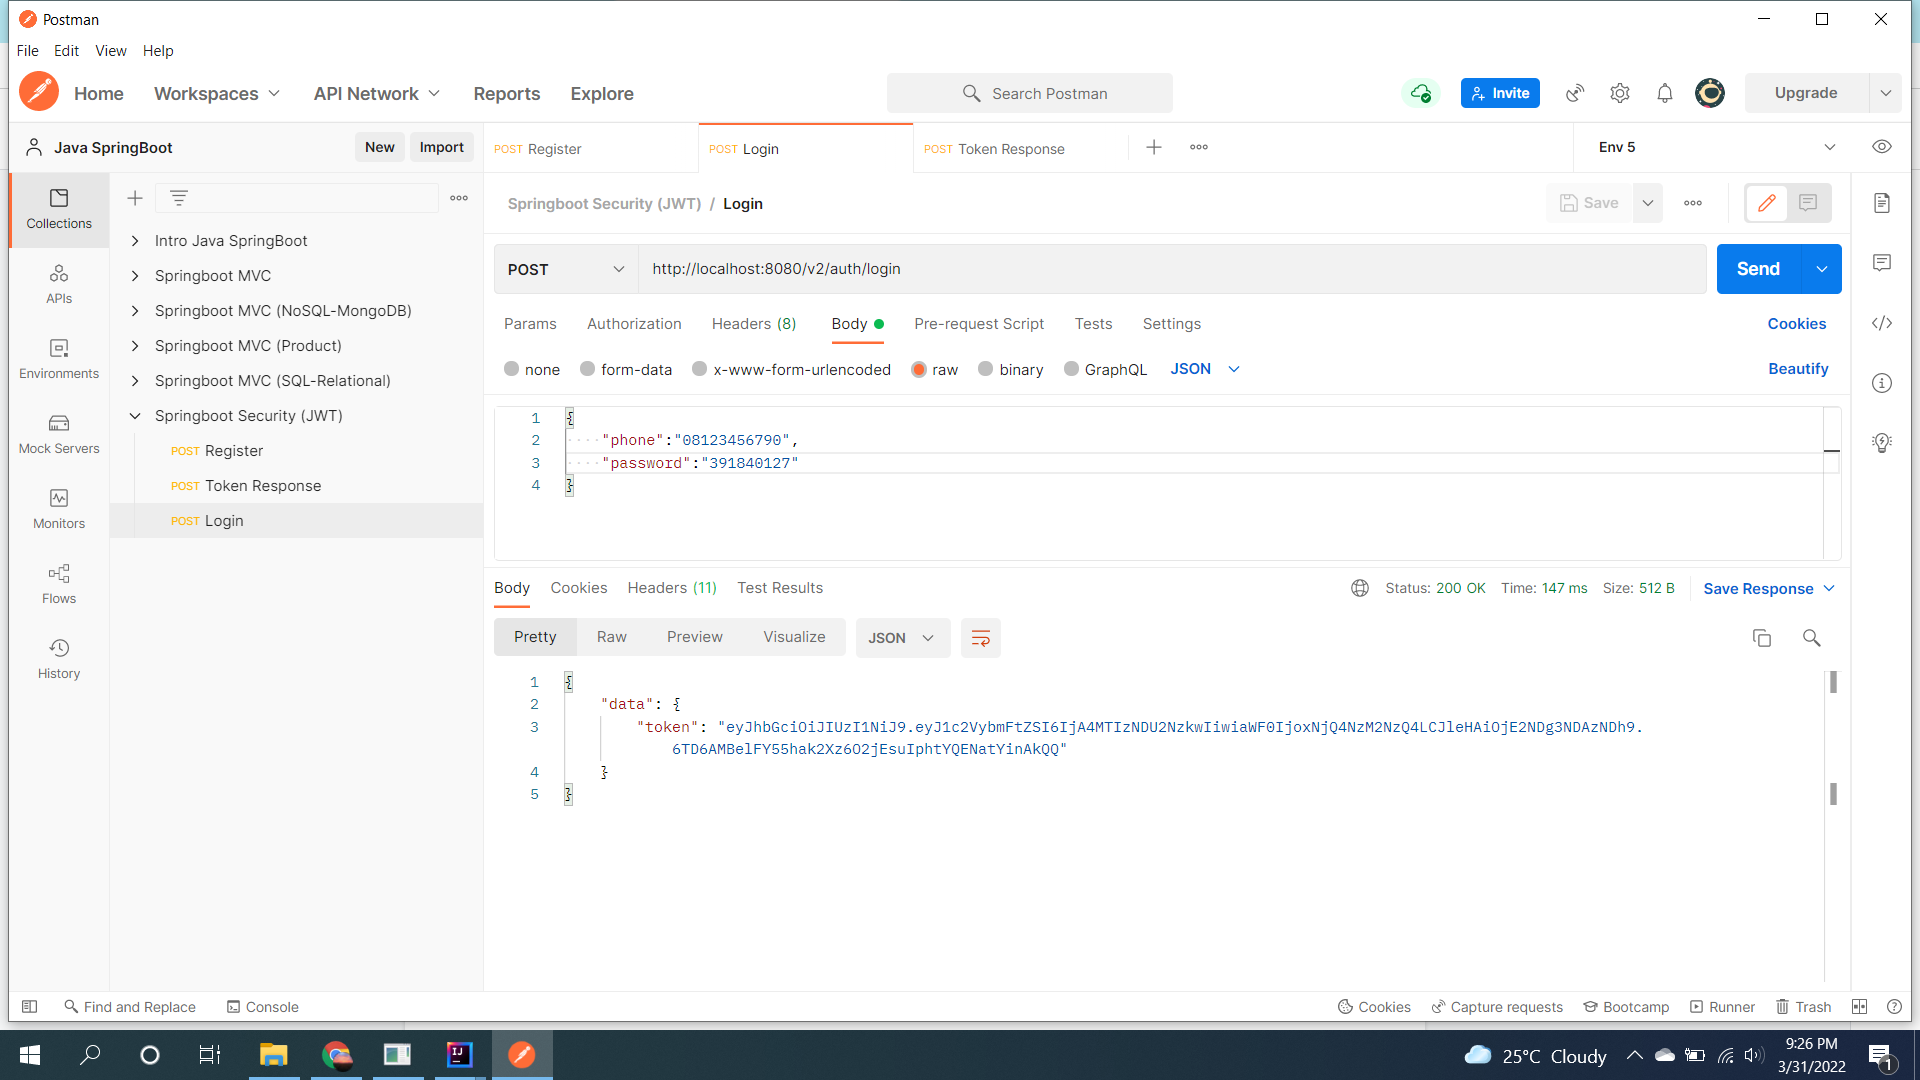 Postman
File Edit View Help
Home Workspaces API Network Reports Explore Search Postman Invite Upgrade
Java SpringBoot New Import POST Register POST Login POST Token Response Env 5
Springboot Security (JWT) / Login Save
Collections
APIs
Environments
Mock Servers
Monitors
Flows
History
Intro Java SpringBoot
Springboot MVC
Springboot MVC (NoSQL-MongoDB)
Springboot MVC (Product)
Springboot MVC (SQL-Relational)
Springboot Security (JWT)
POST Register
POST Token Response
POST Login
POST http://localhost:8080/v2/auth/login Send
Params Authorization Headers (8) Body Pre-request Script Tests Settings Cookies
none form-data x-www-form-urlencoded raw binary GraphQL JSON Beautify
1 {
2 "phone":"08123456790",
3 "password":"391840127"
4 }
Body Cookies Headers (11) Test Results Status: 200 OK Time: 147 ms Size: 512 B Save Response
Pretty Raw Preview Visualize JSON
1 {
2 "data": {
3 "token": "eyJhbGciOiJIUzI1NiJ9.eyJ1c2VybmFtZSI6IjA4MTIzNDU2NzkwIiwiaWF0IjoxNjQ4NzM2NzQ4LCJleHAiOjE2NDg3NDAzNDh9.
6TD6AMBelFY55hak2Xz6O2jEsuIphtYQENatYinAkQQ"
4 }
5 }
Find and Replace Console Cookies Capture requests Bootcamp Runner Trash
25°C Cloudy
9:26 PM
3/31/2022
1